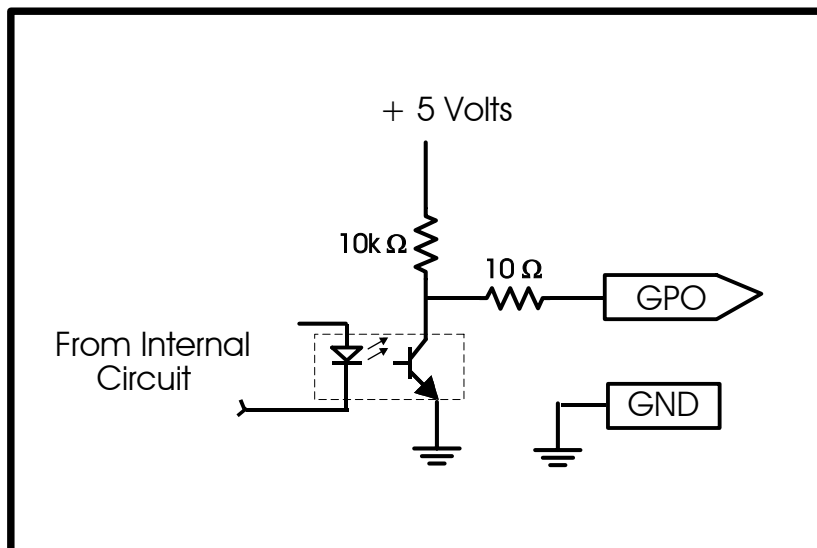 + 5 Volts
10k Ω
10 Ω
GPO
From Internal
Circuit
GND